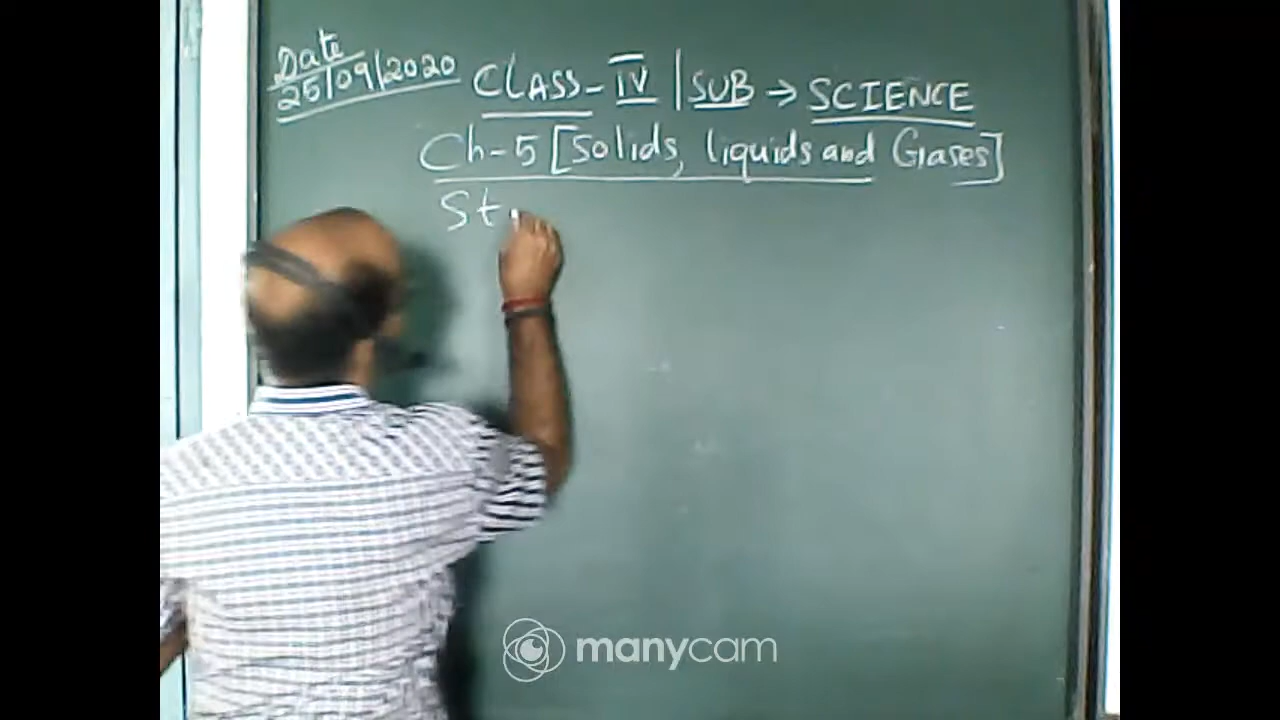 Date
25/09/2020
CLASS-IV | SUB → SCIENCE
Ch-5 [Solids, liquids and Gases]
St
manycam